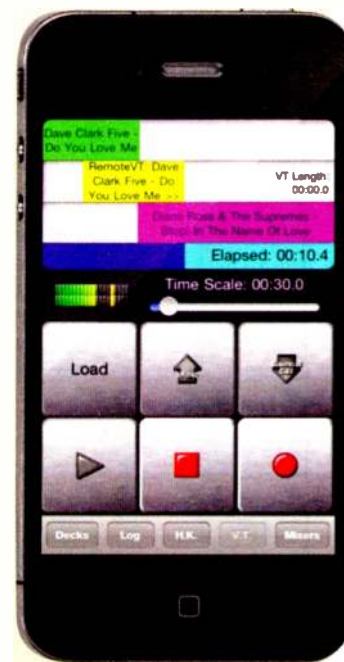 Dave Clark Five -
Do You Love Me
RemoteVT: Dave
Clark Five - Do
You Love Me >>
VT Length
00:00.0
Diana Ross & The Supremes -
Stop! In The Name Of Love
Elapsed: 00:10.4
Time Scale: 00:30.0
Load
Decks
Log
H.K.
V.T.
Mixers